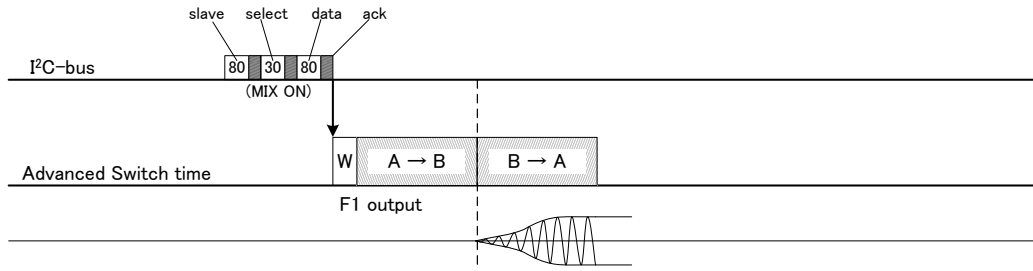 slave select data ack
I²C-bus
80 30 80
(MIX ON)
W A → B B → A
Advanced Switch time
F1 output